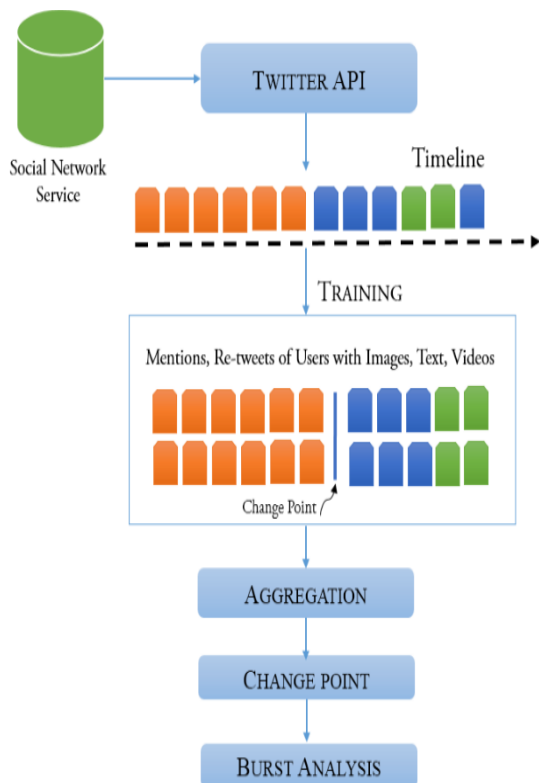 TWITTER API
Social Network
Service
Timeline
TRAINING
Mentions, Re-tweets of Users with Images, Text, Videos
Change Point
AGGREGATION
CHANGE POINT
BURST ANALYSIS